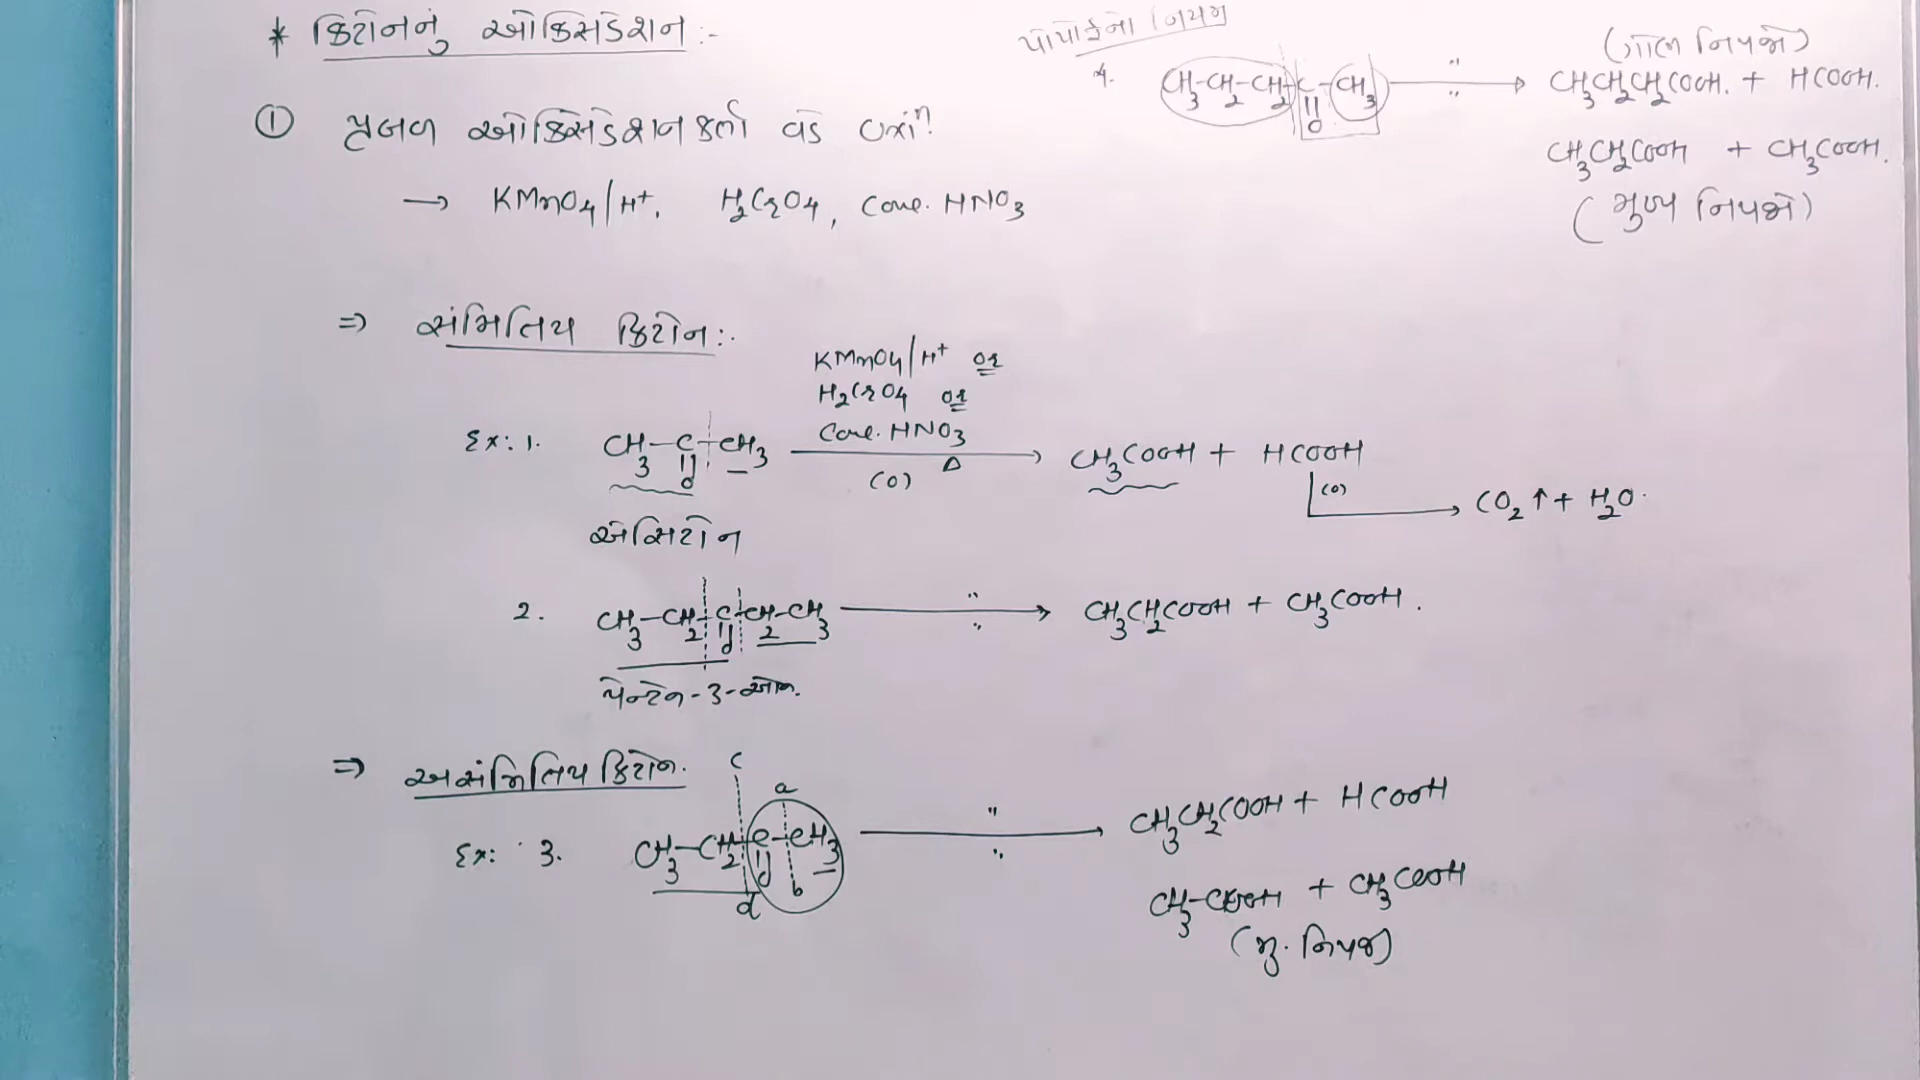 * કિટોનનું ઓક્સિડેશન :-
① પ્રબળ ઓક્સિડેશનકર્તા વડે oxiⁿ.
→ KMnO4/H⁺, H2CrO4, Conc. HNO3
પોપોફનો નિયમ
4. CH3-CH2-CH2-C-CH3 →
O
(ગૌણ નિપજો)
CH3CH2CH2COOH. + HCOOH.
CH3CH2COOH + CH3COOH.
(મુખ્ય નિપજો)
⇒ સંમિતિય કિટોન :-
KMnO4/H⁺ or
H2CrO4 or
Conc. HNO3
Ex: 1. CH3-C-CH3 → CH3COOH + HCOOH
O
(O) Δ
(O) → CO2↑ + H2O.
એસિટોન
2. CH3-CH2-C-CH2-CH3 → CH3CH2COOH + CH3COOH.
O
પેન્ટેન-3-ઓન.
⇒ અસંમિતિય કિટોન.
c a
Ex: 3. CH3-CH2-C-CH3 → CH3CH2COOH + HCOOH
O
d b
CH3-COOH + CH3COOH
(મુ. નિપજ)